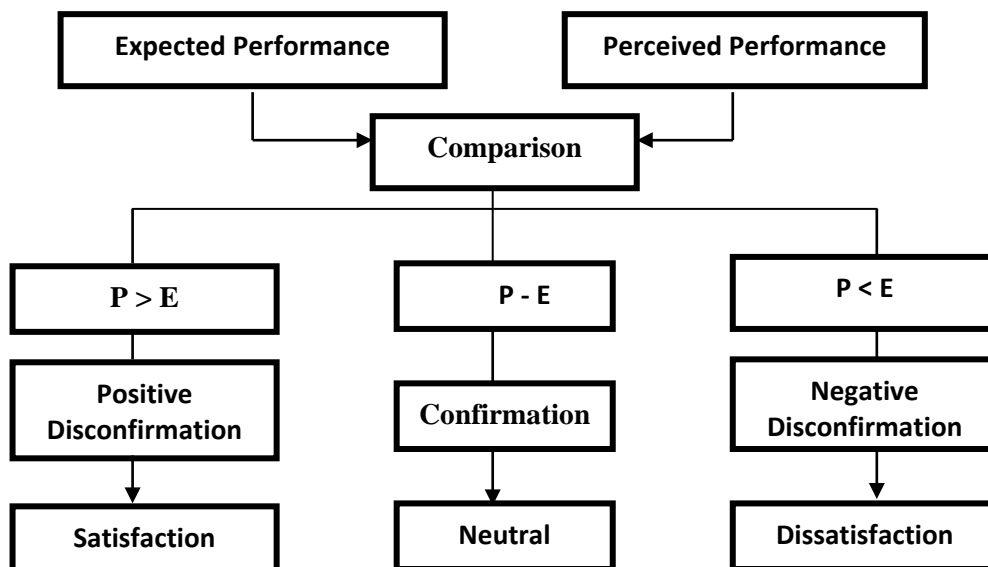 Expected Performance
Perceived Performance
Comparison
P > E
P - E
P < E
Positive
Disconfirmation
Confirmation
Negative
Disconfirmation
Satisfaction
Neutral
Dissatisfaction